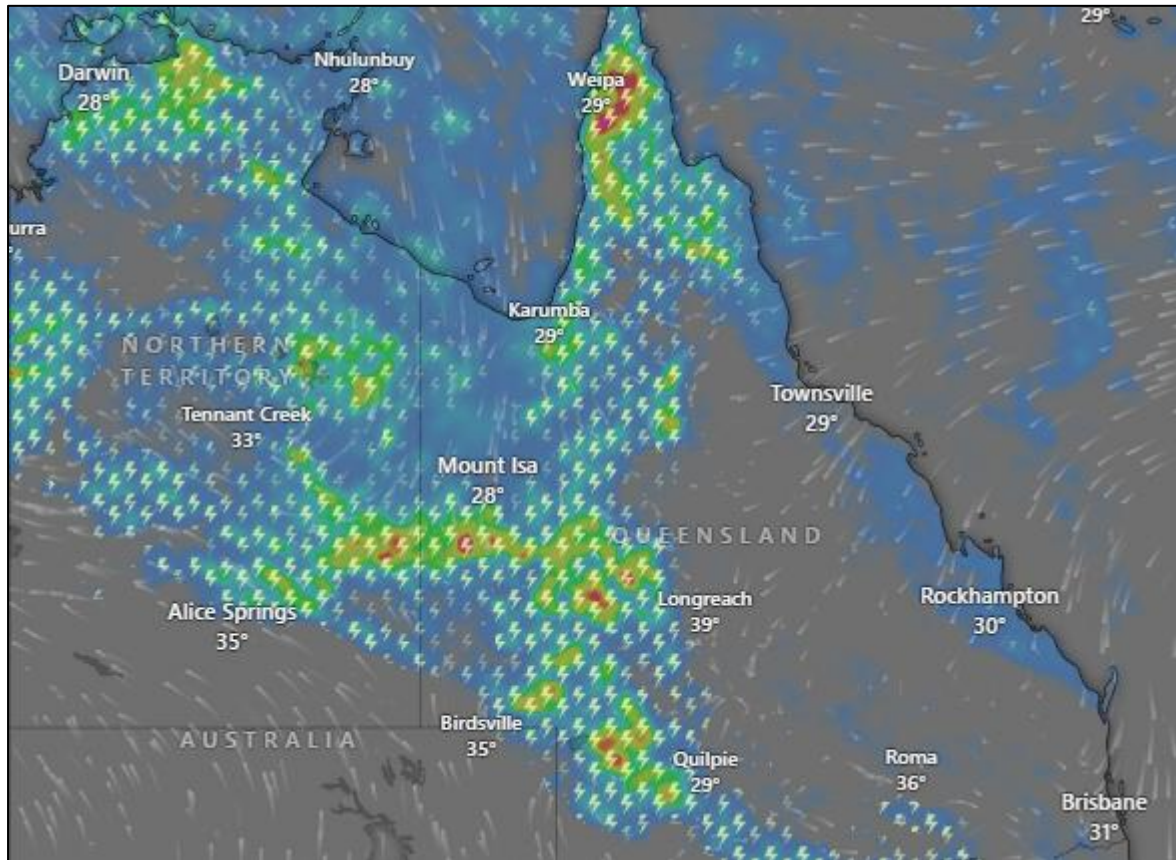 29°
Darwin
28°
Nhulunbuy
28°
Weipa
29°
urra
Karumba
29°
NORTHERN
TERRITORY
Tennant Creek
33°
Townsville
29°
Mount Isa
28°
QUEENSLAND
Alice Springs
35°
Longreach
39°
Rockhampton
30°
Birdsville
35°
AUSTRALIA
Quilpie
29°
Roma
36°
Brisbane
31°